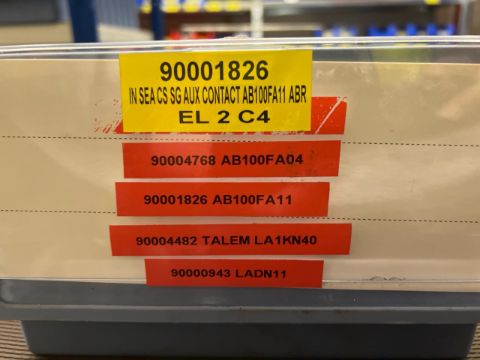 90001826
IN SEA CS SG AUX CONTACT AB100FA11 ABR
EL 2 C4
90004768 AB100FA04
90001826 AB100FA11
90004482 TALEM LA1KN40
90000943 LADN11